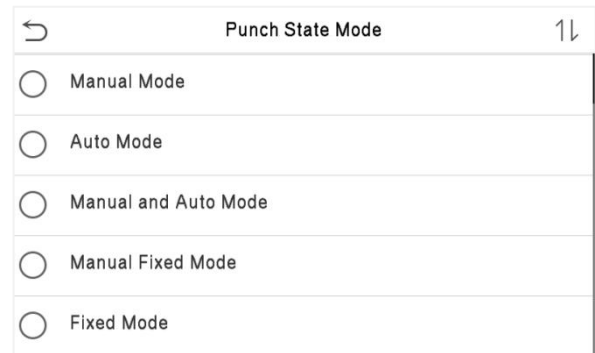 Punch State Mode
Manual Mode
Auto Mode
Manual and Auto Mode
Manual Fixed Mode
Fixed Mode